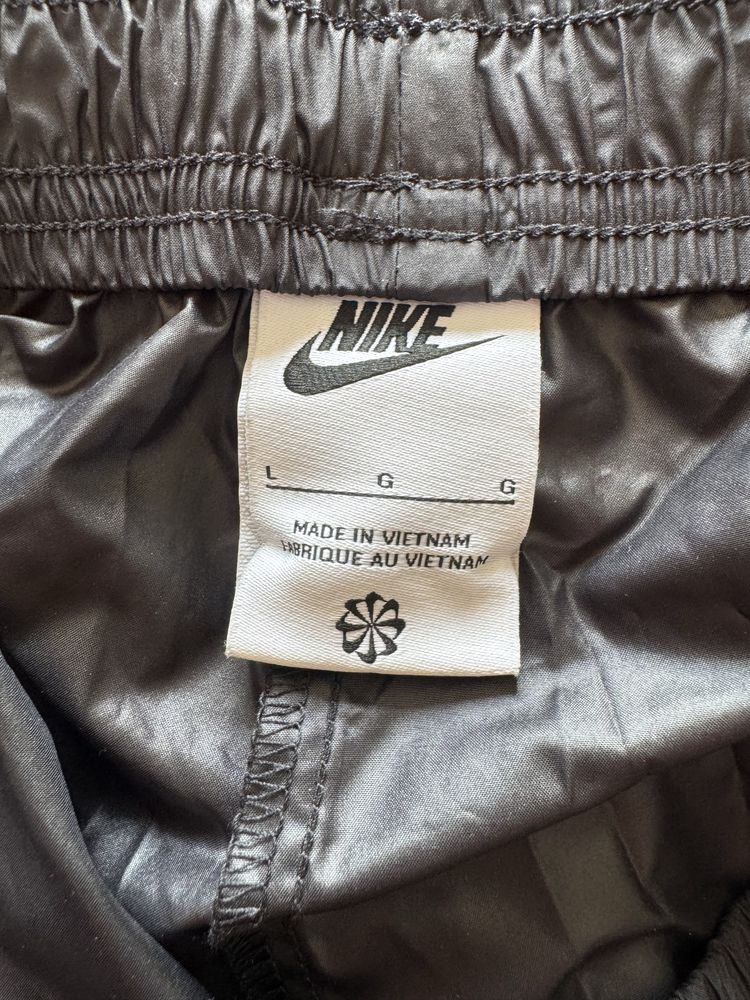 NIKE
L G G
MADE IN VIETNAM
FABRIQUE AU VIETNAM